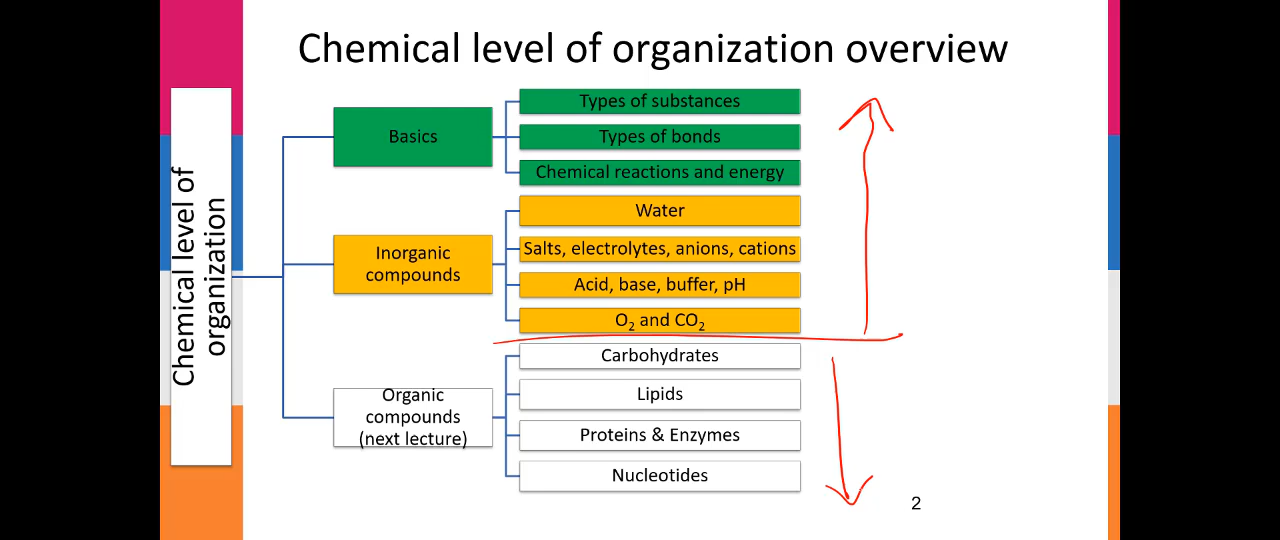 Chemical level of organization overview
Chemical level of
organization
Basics
Types of substances
Types of bonds
Chemical reactions and energy
Inorganic
compounds
Water
Salts, electrolytes, anions, cations
Acid, base, buffer, pH
O₂ and CO₂
Organic
compounds
(next lecture)
Carbohydrates
Lipids
Proteins & Enzymes
Nucleotides
2